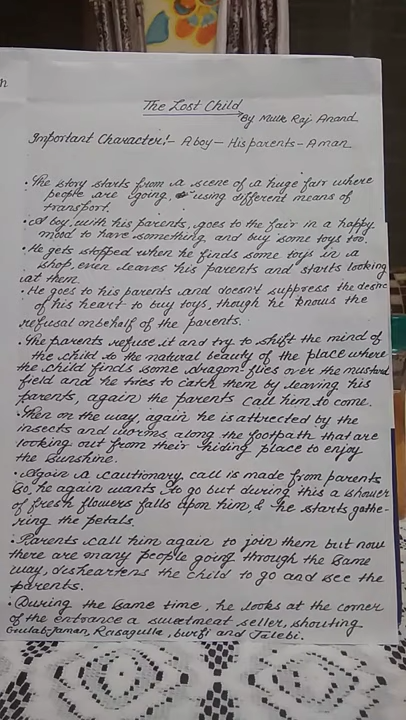 n
The Lost Child
By Mulk Raj Anand
Important Character:- A boy - His parents - A man
• The story starts from a scene of a huge fair where
people are going, using different means of
transport.
• A boy, with his parents, goes to the fair in a happy
mood to have something, and buy some toys too.
• He gets stopped when he finds some toys in a
shop, even leaves his parents and starts looking
at them.
• He goes to his parents and doesn't suppress the desire
of his heart to buy toys, though he knows the
refusal onbehalf of the parents.
• The parents refuse it and try to shift the mind of
the child to the natural beauty of the place where
the child finds some dragon flies over the mustard
field and he tries to catch them by leaving his
parents, again the parents call him to come.
• Then on the way, again he is attrected by the
insects and worms along the footpath that are
looking out from their hiding place to enjoy
the sunshine.
• Again a cautionary call is made from parents
so, he again wants to go but during this a shower
of fresh flowers falls upon him, & he starts gathe-
ring the petals.
• Parents call him again to join them but now
there are many people going through the same
way, disheartens the child to go and see the
parents.
• During the same time, he looks at the corner
of the entrance a sweetmeat seller, shouting
Gulab-Jaman, Rasagulla, burfi and Jalebi.